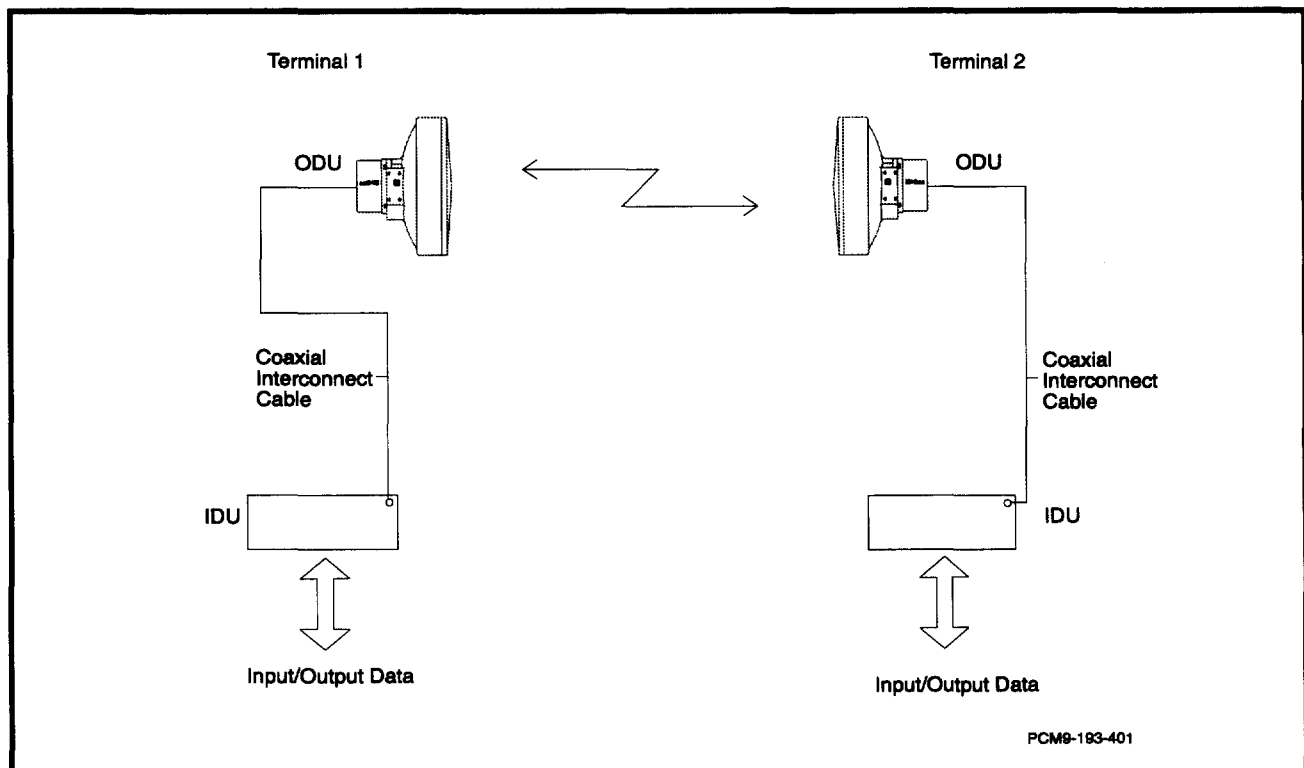 Terminal 1
Terminal 2
ODU
ODU
Coaxial
Interconnect
Cable
Coaxial
Interconnect
Cable
IDU
IDU
Input/Output Data
Input/Output Data
PCM9-193-401